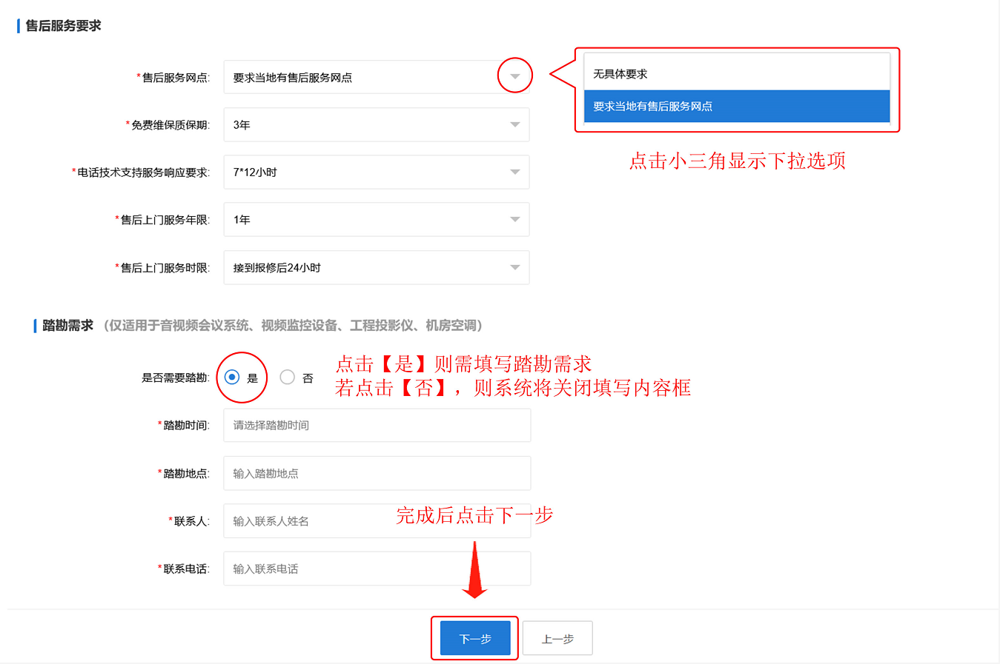 售后服务要求
*售后服务网点: 要求当地有售后服务网点
无具体要求
要求当地有售后服务网点
*免费维保质保期: 3年
点击小三角显示下拉选项
*电话技术支持服务响应要求: 7*12小时
*售后上门服务年限: 1年
*售后上门服务时限: 接到报修后24小时
踏勘需求 （仅适用于音视频会议系统、视频监控设备、工程投影仪、机房空调）
是否需要踏勘: 是 否
点击【是】则需填写踏勘需求
若点击【否】，则系统将关闭填写内容框
*踏勘时间: 请选择踏勘时间
*踏勘地点: 输入踏勘地点
*联系人: 输入联系人姓名
完成后点击下一步
*联系电话: 输入联系电话
下一步 上一步